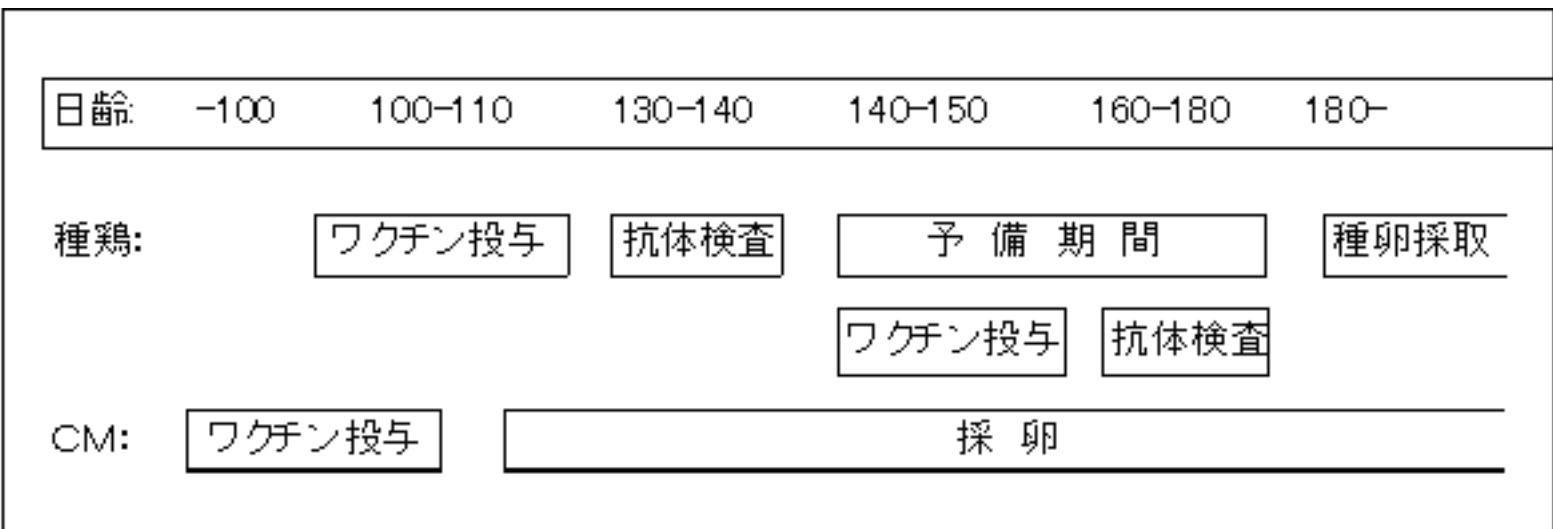 日齢: -100 100-110 130-140 140-150 160-180 180-
種鶏: ワクチン投与 抗体検査 予備期間 種卵採取
ワクチン投与 抗体検査
CM: ワクチン投与 採卵